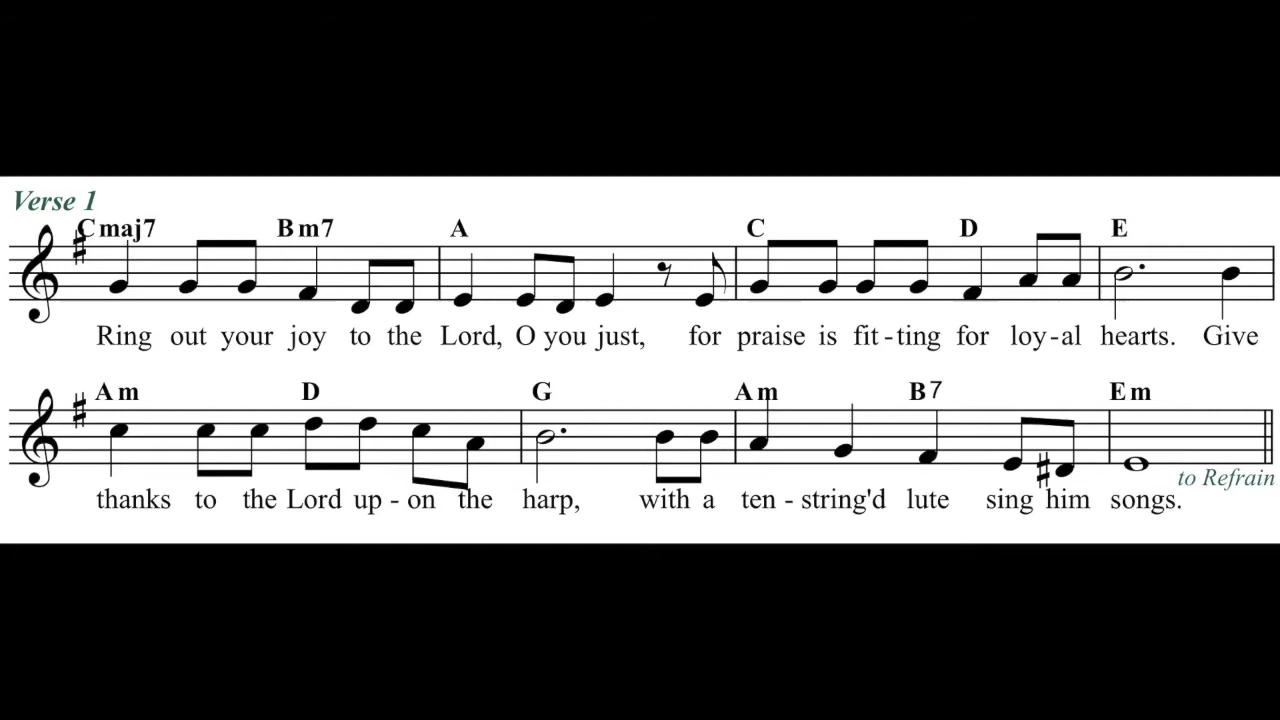 Verse 1
Cmaj7 Bm7 A C D E
Ring out your joy to the Lord, O you just, for praise is fit - ting for loy - al hearts. Give
Am D G Am B7 Em
thanks to the Lord up - on the harp, with a ten - string'd lute sing him songs.
to Refrain